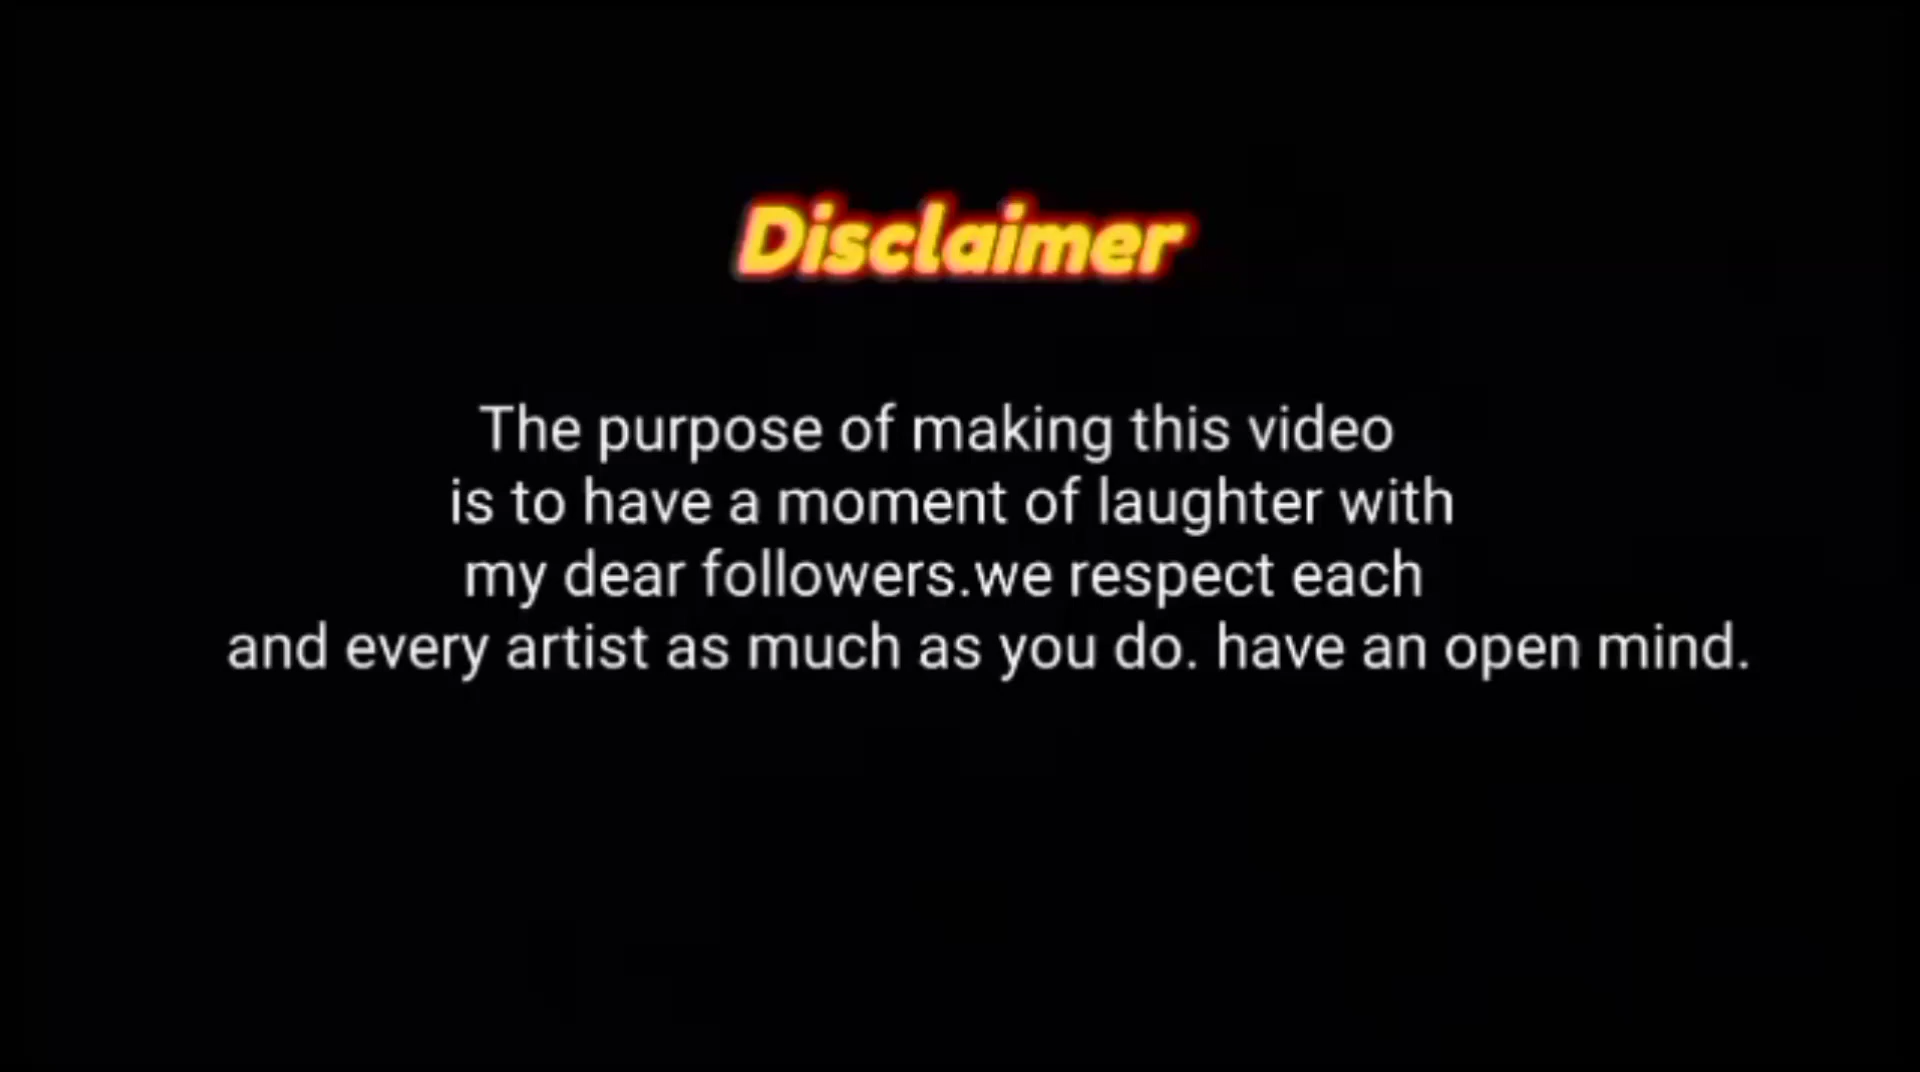 Disclaimer
The purpose of making this video
is to have a moment of laughter with
my dear followers.we respect each
and every artist as much as you do. have an open mind.